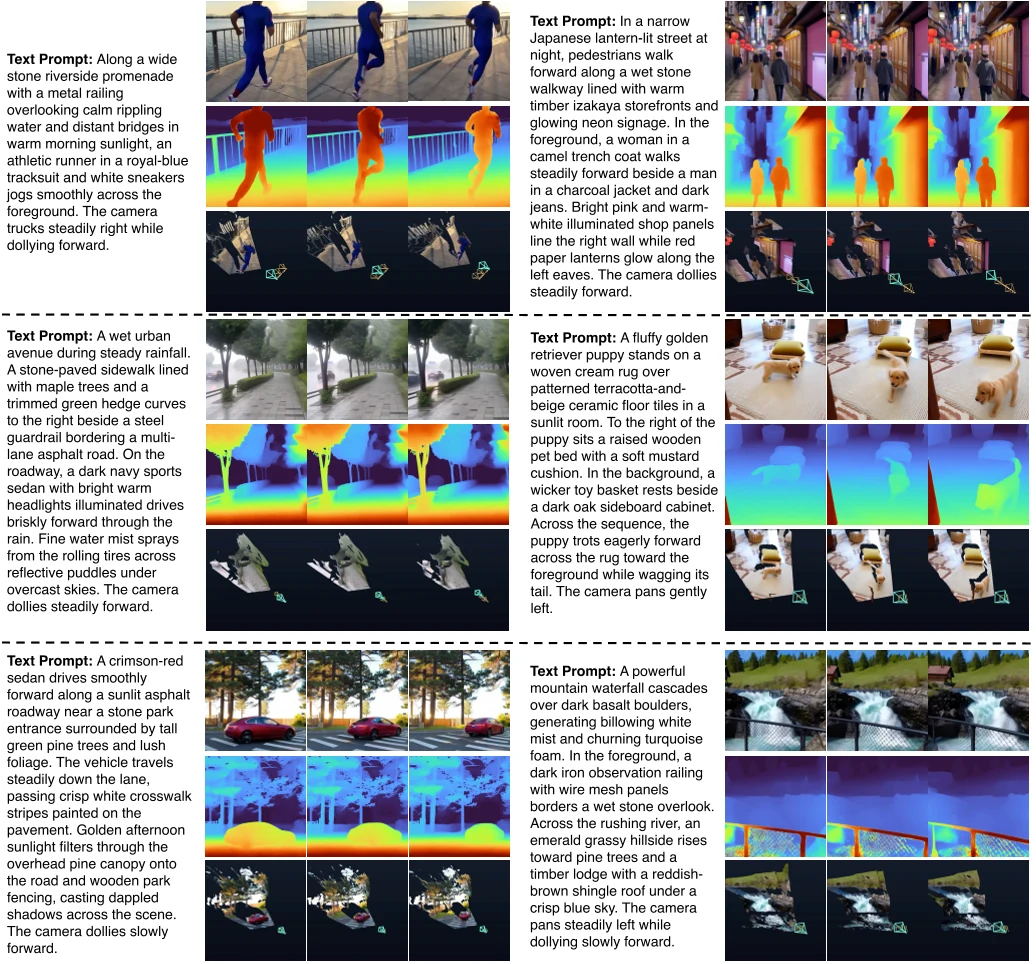 Text Prompt: Along a wide
stone riverside promenade
with a metal railing
overlooking calm rippling
water and distant bridges in
warm morning sunlight, an
athletic runner in a royal-blue
tracksuit and white sneakers
jogs smoothly across the
foreground. The camera
trucks steadily right while
dollying forward.
Text Prompt: In a narrow
Japanese lantern-lit street at
night, pedestrians walk
forward along a wet stone
walkway lined with warm
timber izakaya storefronts and
glowing neon signage. In the
foreground, a woman in a
camel trench coat walks
steadily forward beside a man
in a charcoal jacket and dark
jeans. Bright pink and warm-
white illuminated shop panels
line the right wall while red
paper lanterns glow along the
left eaves. The camera dollies
steadily forward.
Text Prompt: A wet urban
avenue during steady rainfall.
A stone-paved sidewalk lined
with maple trees and a
trimmed green hedge curves
to the right beside a steel
guardrail bordering a multi-
lane asphalt road. On the
roadway, a dark navy sports
sedan with bright warm
headlights illuminated drives
briskly forward through the
rain. Fine water mist sprays
from the rolling tires across
reflective puddles under
overcast skies. The camera
dollies steadily forward.
Text Prompt: A fluffy golden
retriever puppy stands on a
woven cream rug over
patterned terracotta-and-
beige ceramic floor tiles in a
sunlit room. To the right of the
puppy sits a raised wooden
pet bed with a soft mustard
cushion. In the background, a
wicker toy basket rests beside
a dark oak sideboard cabinet.
Across the sequence, the
puppy trots eagerly forward
across the rug toward the
foreground while wagging its
tail. The camera pans gently
left.
Text Prompt: A crimson-red
sedan drives smoothly
forward along a sunlit asphalt
roadway near a stone park
entrance surrounded by tall
green pine trees and lush
foliage. The vehicle travels
steadily down the lane,
passing crisp white crosswalk
stripes painted on the
pavement. Golden afternoon
sunlight filters through the
overhead pine canopy onto
the road and wooden park
fencing, casting dappled
shadows across the scene.
The camera dollies slowly
forward.
Text Prompt: A powerful
mountain waterfall cascades
over dark basalt boulders,
generating billowing white
mist and churning turquoise
foam. In the foreground, a
dark iron observation railing
with wire mesh panels
borders a wet stone overlook.
Across the rushing river, an
emerald grassy hillside rises
toward pine trees and a
timber lodge with a reddish-
brown shingle roof under a
crisp blue sky. The camera
pans steadily left while
dollying slowly forward.